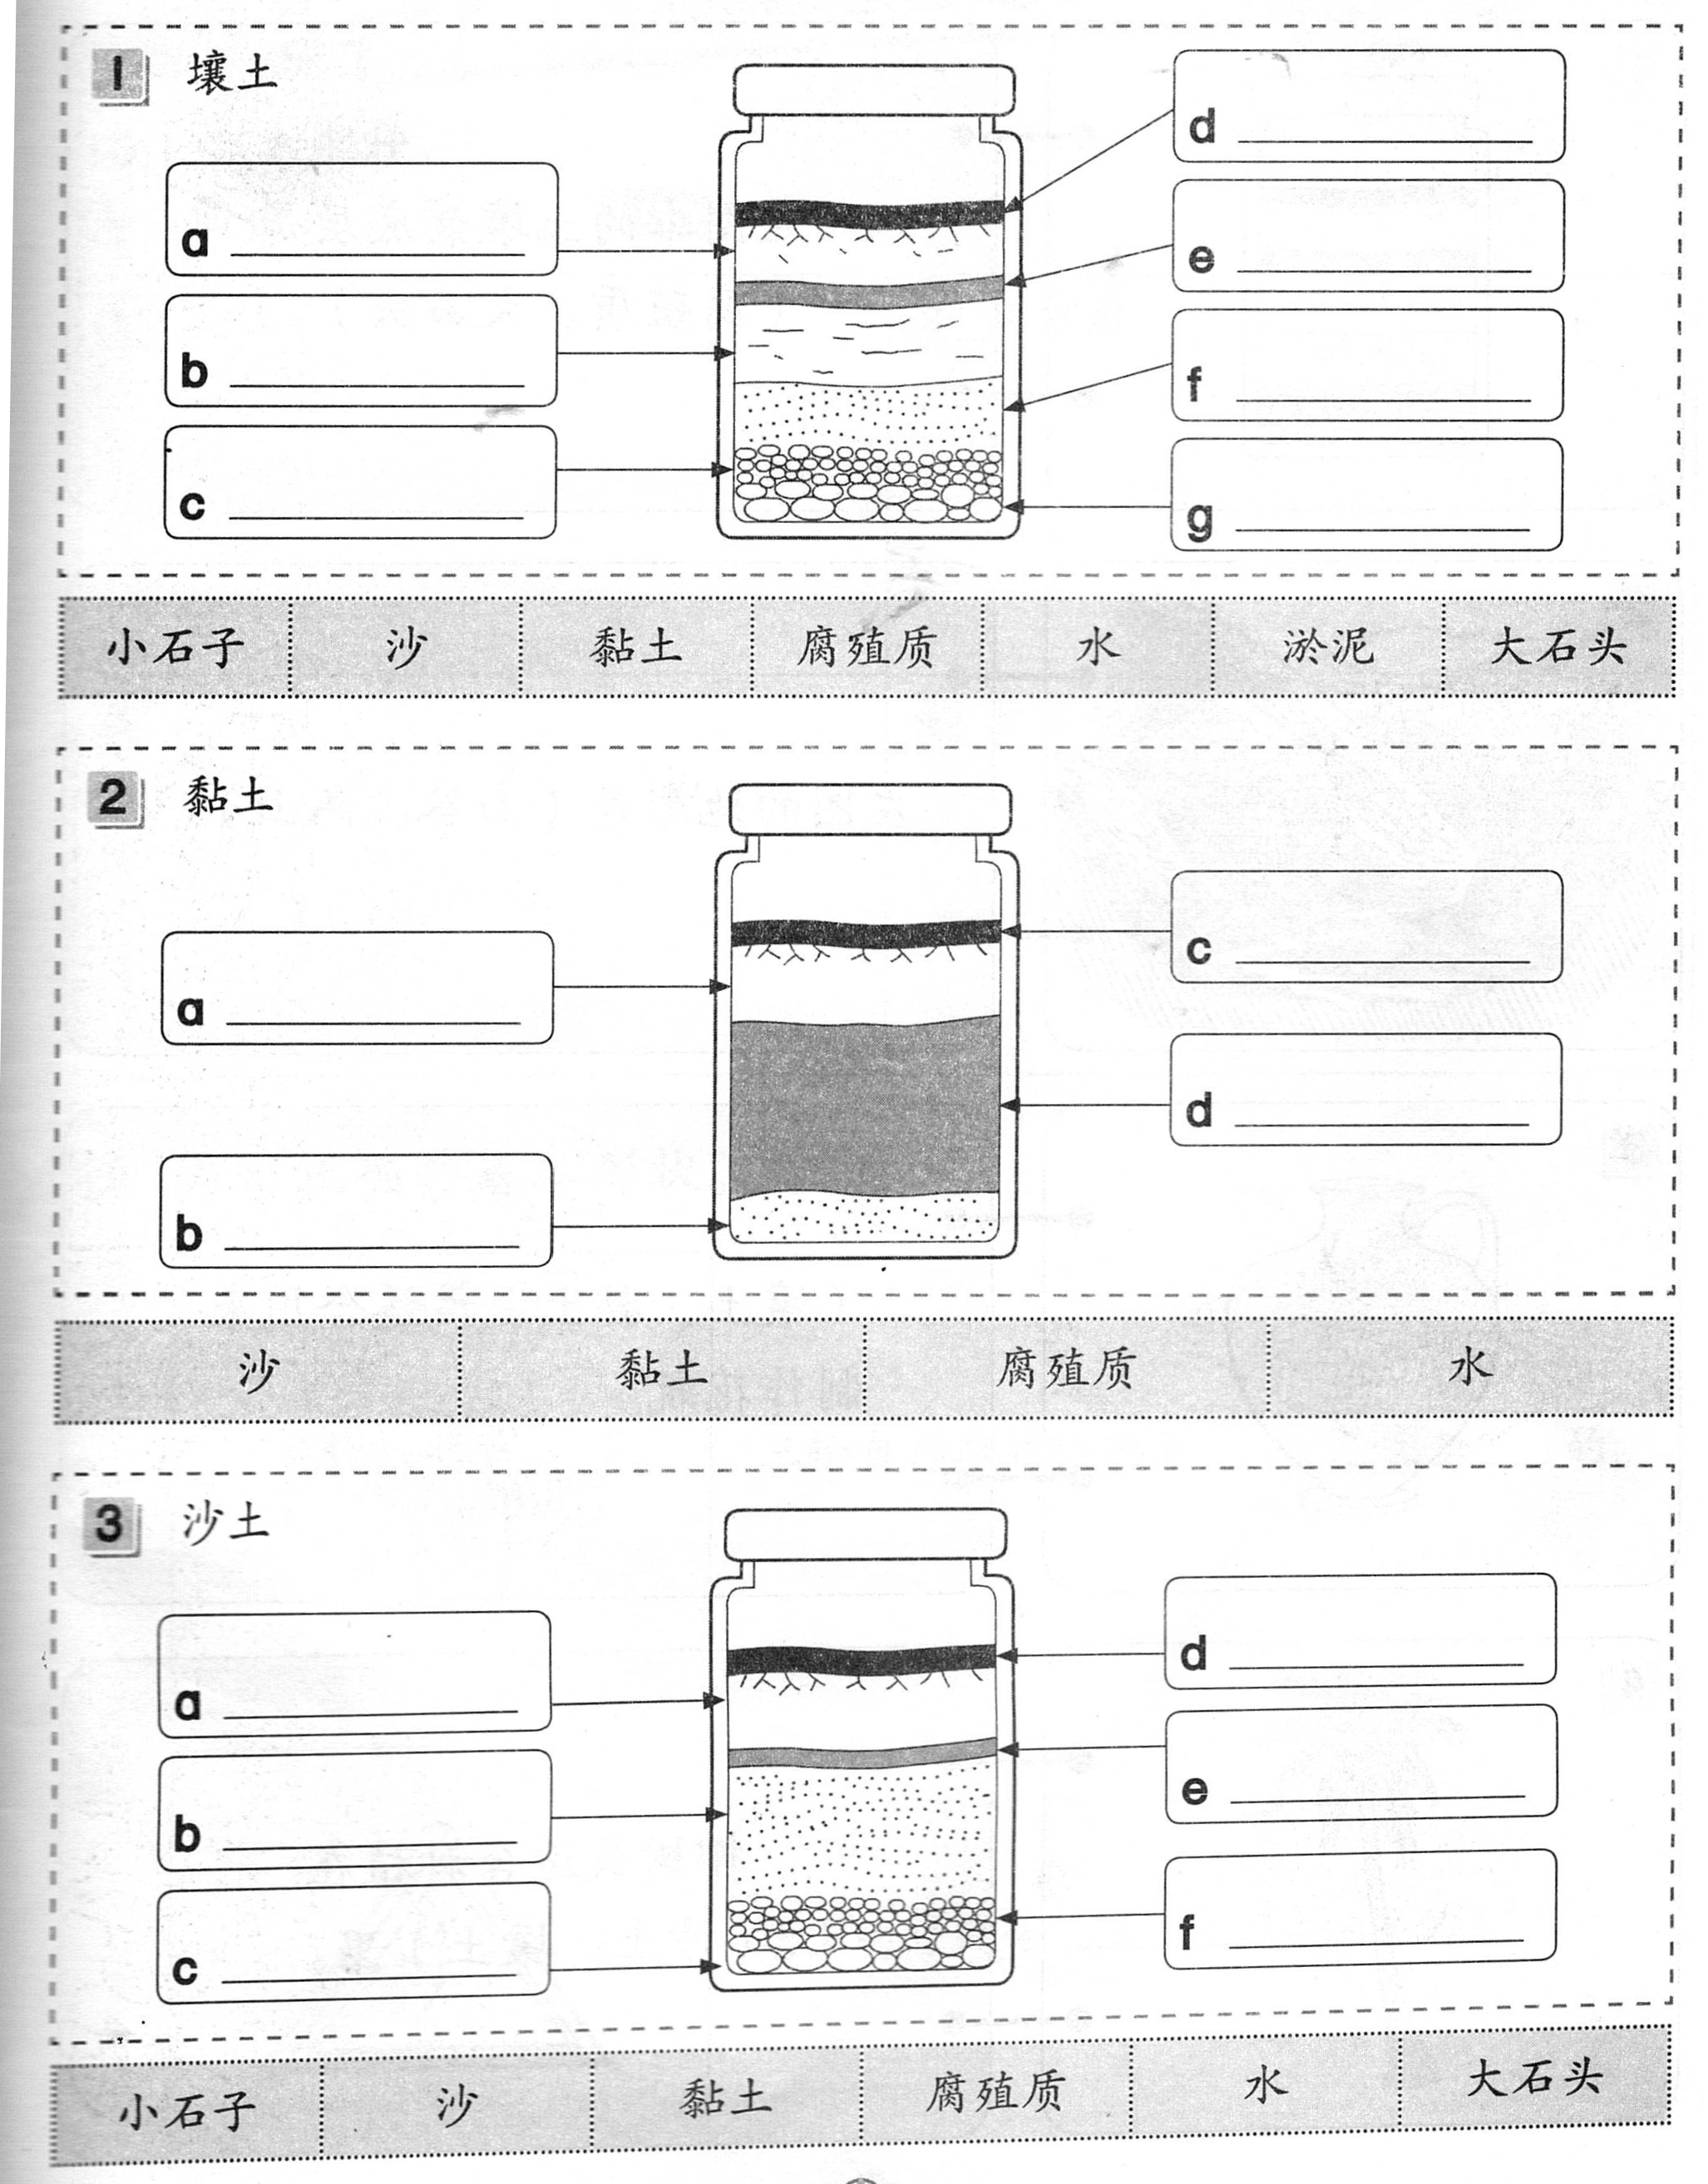 1 壤土
a
b
c
d
e
f
g
小石子 沙 黏土 腐殖质 水 淤泥 大石头
2 黏土
a
b
c
d
沙 黏土 腐殖质 水
3 沙土
a
b
c
d
e
f
小石子 沙 黏土 腐殖质 水 大石头